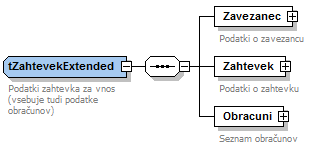 Zavezanec
Podatki o zavezancu
tZahtevekExtended
Podatki zahtevka za vnos
(vsebuje tudi podatke
obračunov)
Zahtevek
Podatki o zahtevku
Obracuni
Seznam obračunov